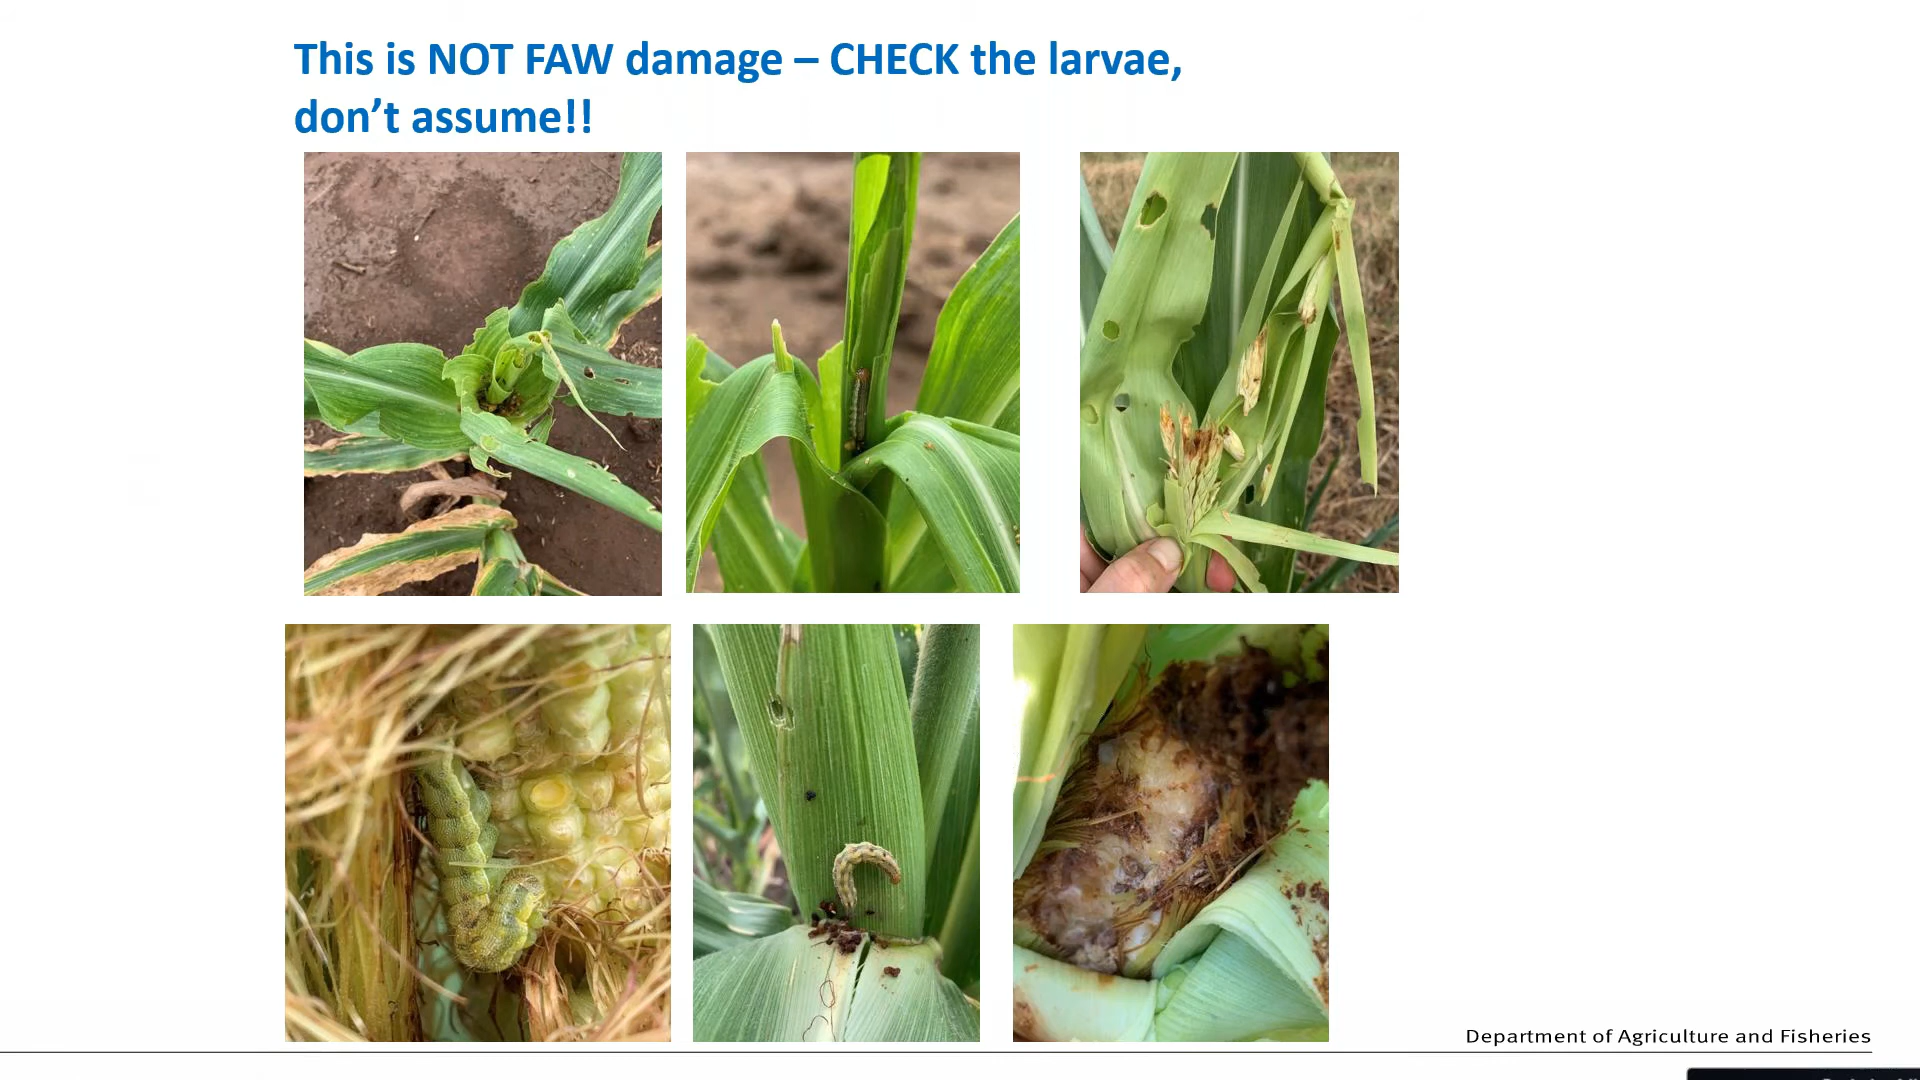 This is NOT FAW damage – CHECK the larvae,
don’t assume!!
Department of Agriculture and Fisheries